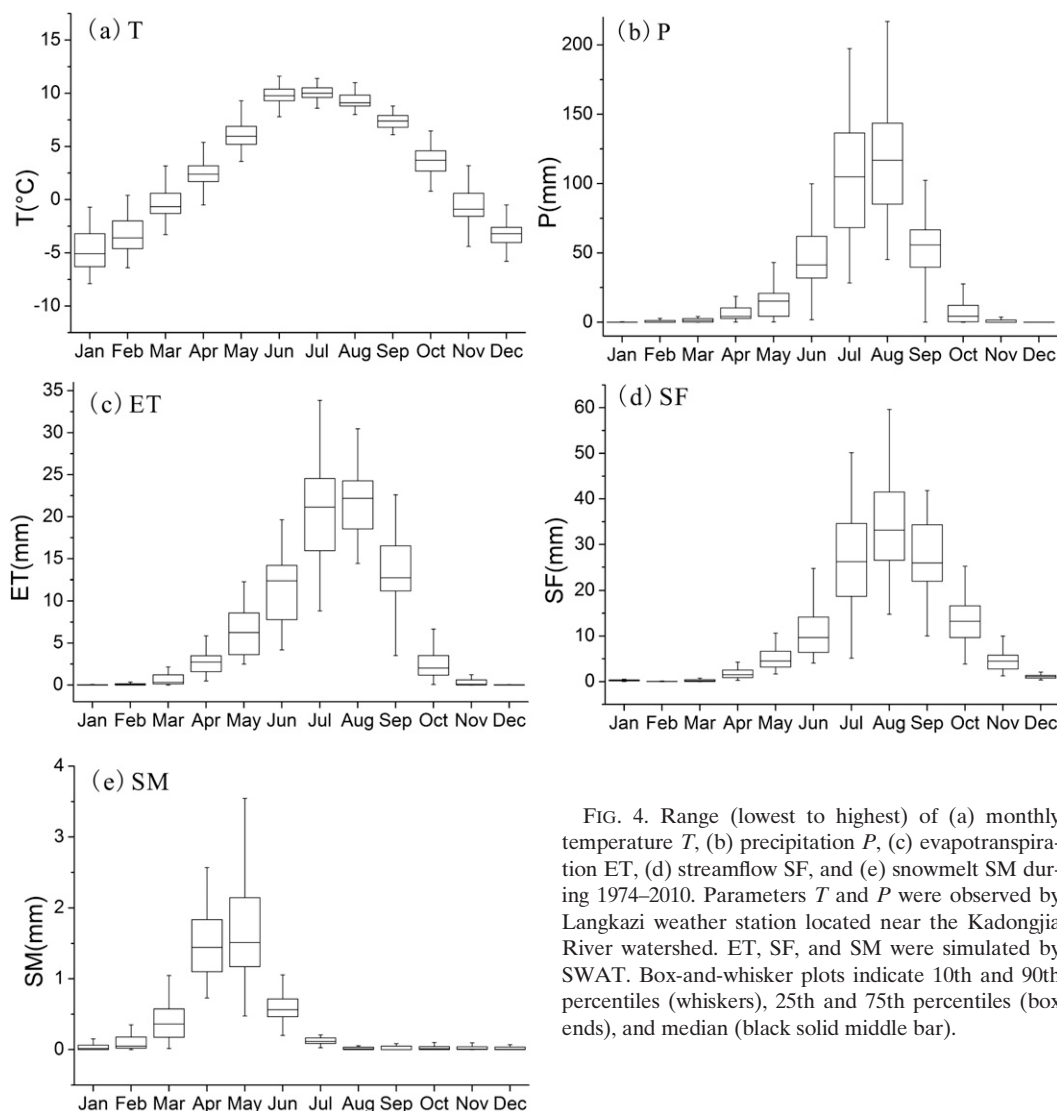 (a) T
15
10
5
0
-5
-10
T(°C)
Jan Feb Mar Apr May Jun Jul Aug Sep Oct Nov Dec
(b) P
200
150
100
50
0
P(mm)
Jan Feb Mar Apr May Jun Jul Aug Sep Oct Nov Dec
(c) ET
35
30
25
20
15
10
5
0
ET(mm)
Jan Feb Mar Apr May Jun Jul Aug Sep Oct Nov Dec
(d) SF
60
50
40
30
20
10
0
SF(mm)
Jan Feb Mar Apr May Jun Jul Aug Sep Oct Nov Dec
(e) SM
4
3
2
1
0
SM(mm)
Jan Feb Mar Apr May Jun Jul Aug Sep Oct Nov Dec
FIG. 4. Range (lowest to highest) of (a) monthly
temperature T, (b) precipitation P, (c) evapotranspira-
tion ET, (d) streamflow SF, and (e) snowmelt SM dur-
ing 1974–2010. Parameters T and P were observed by
Langkazi weather station located near the Kadongjia
River watershed. ET, SF, and SM were simulated by
SWAT. Box-and-whisker plots indicate 10th and 90th
percentiles (whiskers), 25th and 75th percentiles (box
ends), and median (black solid middle bar).